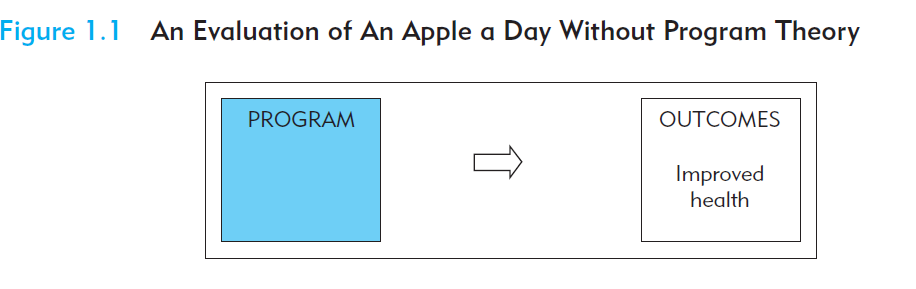 Figure 1.1 An Evaluation of An Apple a Day Without Program Theory
PROGRAM
OUTCOMES
Improved
health